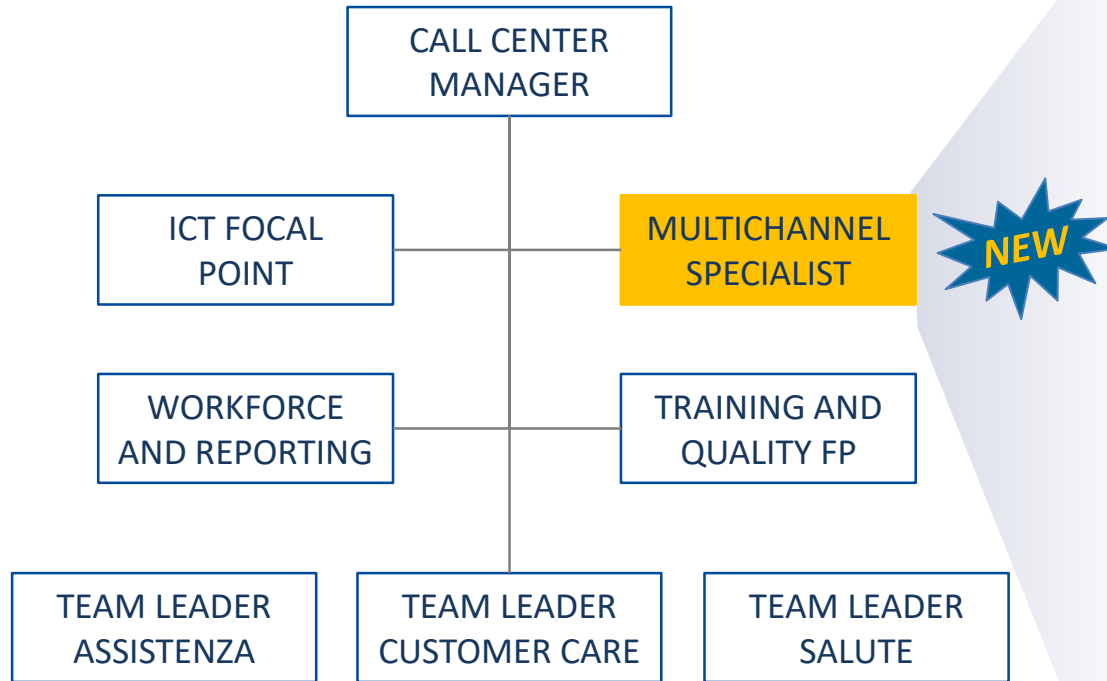 CALL CENTER
MANAGER
ICT FOCAL
POINT
MULTICHANNEL
SPECIALIST
NEW
WORKFORCE
AND REPORTING
TRAINING AND
QUALITY FP
TEAM LEADER
ASSISTENZA
TEAM LEADER
CUSTOMER CARE
TEAM LEADER
SALUTE